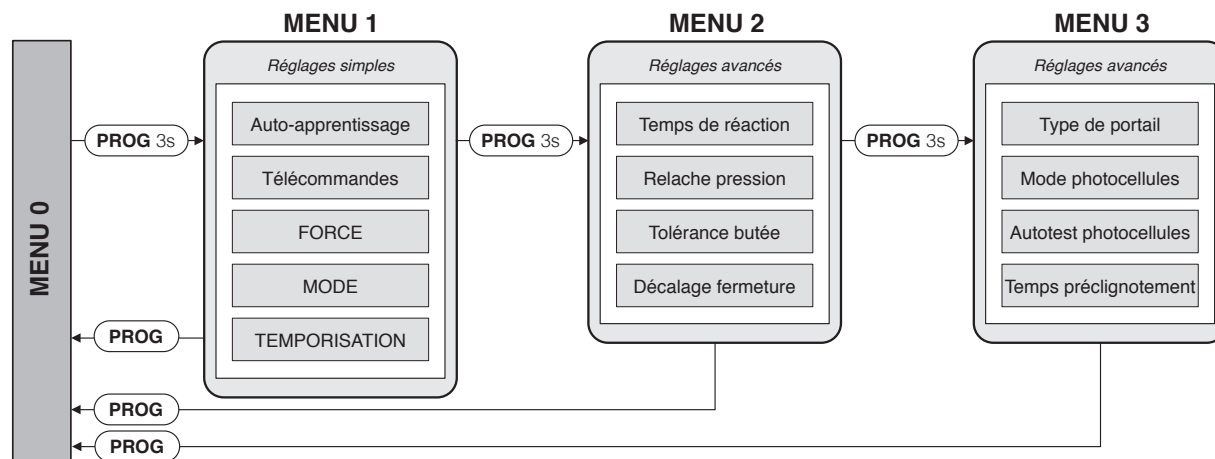 MENU 1
MENU 2
MENU 3
MENU 0
Réglages simples
Auto-apprentissage
Télécommandes
FORCE
MODE
TEMPORISATION
Réglages avancés
Temps de réaction
Relache pression
Tolérance butée
Décalage fermeture
Réglages avancés
Type de portail
Mode photocellules
Autotest photocellules
Temps préclignotement
PROG 3s
PROG 3s
PROG 3s
PROG
PROG
PROG